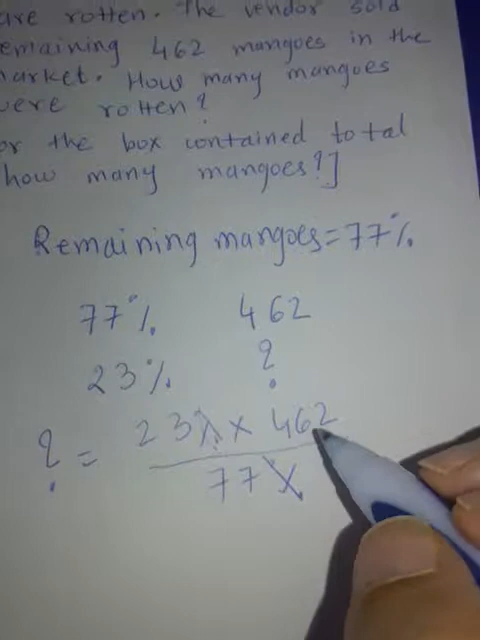 are rotten. The vendor sold
emaining 462 mangoes in the
market. How many mangoes
were rotten?
or the box contained total
how many mangoes?]
Remaining mangoes=77%
77% 462
23% ?
? = 23% x 462
77%